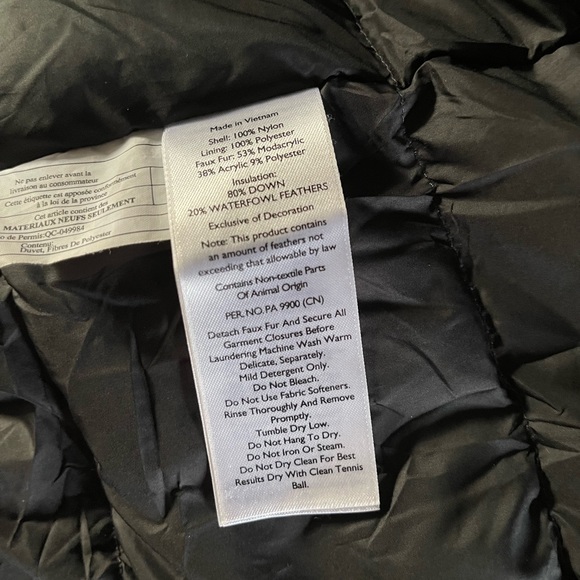 Ne pas enlever avant la
livraison au consommateur
Cette étiquette est apposée conformément
à la loi de la province
Cet article contient des
MATERIAUX NEUFS SEULEMENT
de Permis:QC-049984
Contenu:
Duvet, Fibres De Polyester
Made in Vietnam
Shell: 100% Nylon
Lining: 100% Polyester
Faux Fur: 53% Modacrylic
38% Acrylic 9% Polyester
Insulation:
80% DOWN
20% WATERFOWL FEATHERS
Exclusive of Decoration
Note: This product contains
an amount of feathers not
exceeding that allowable by law
Contains Non-textile Parts
Of Animal Origin
PER. NO. PA 9900 (CN)
Detach Faux Fur And Secure All
Garment Closures Before
Laundering Machine Wash Warm
Delicate, Separately.
Mild Detergent Only.
Do Not Bleach.
Do Not Use Fabric Softeners.
Rinse Thoroughly And Remove
Promptly.
Tumble Dry Low.
Do Not Hang To Dry.
Do Not Iron Or Steam.
Do Not Dry Clean For Best
Results Dry With Clean Tennis
Ball.